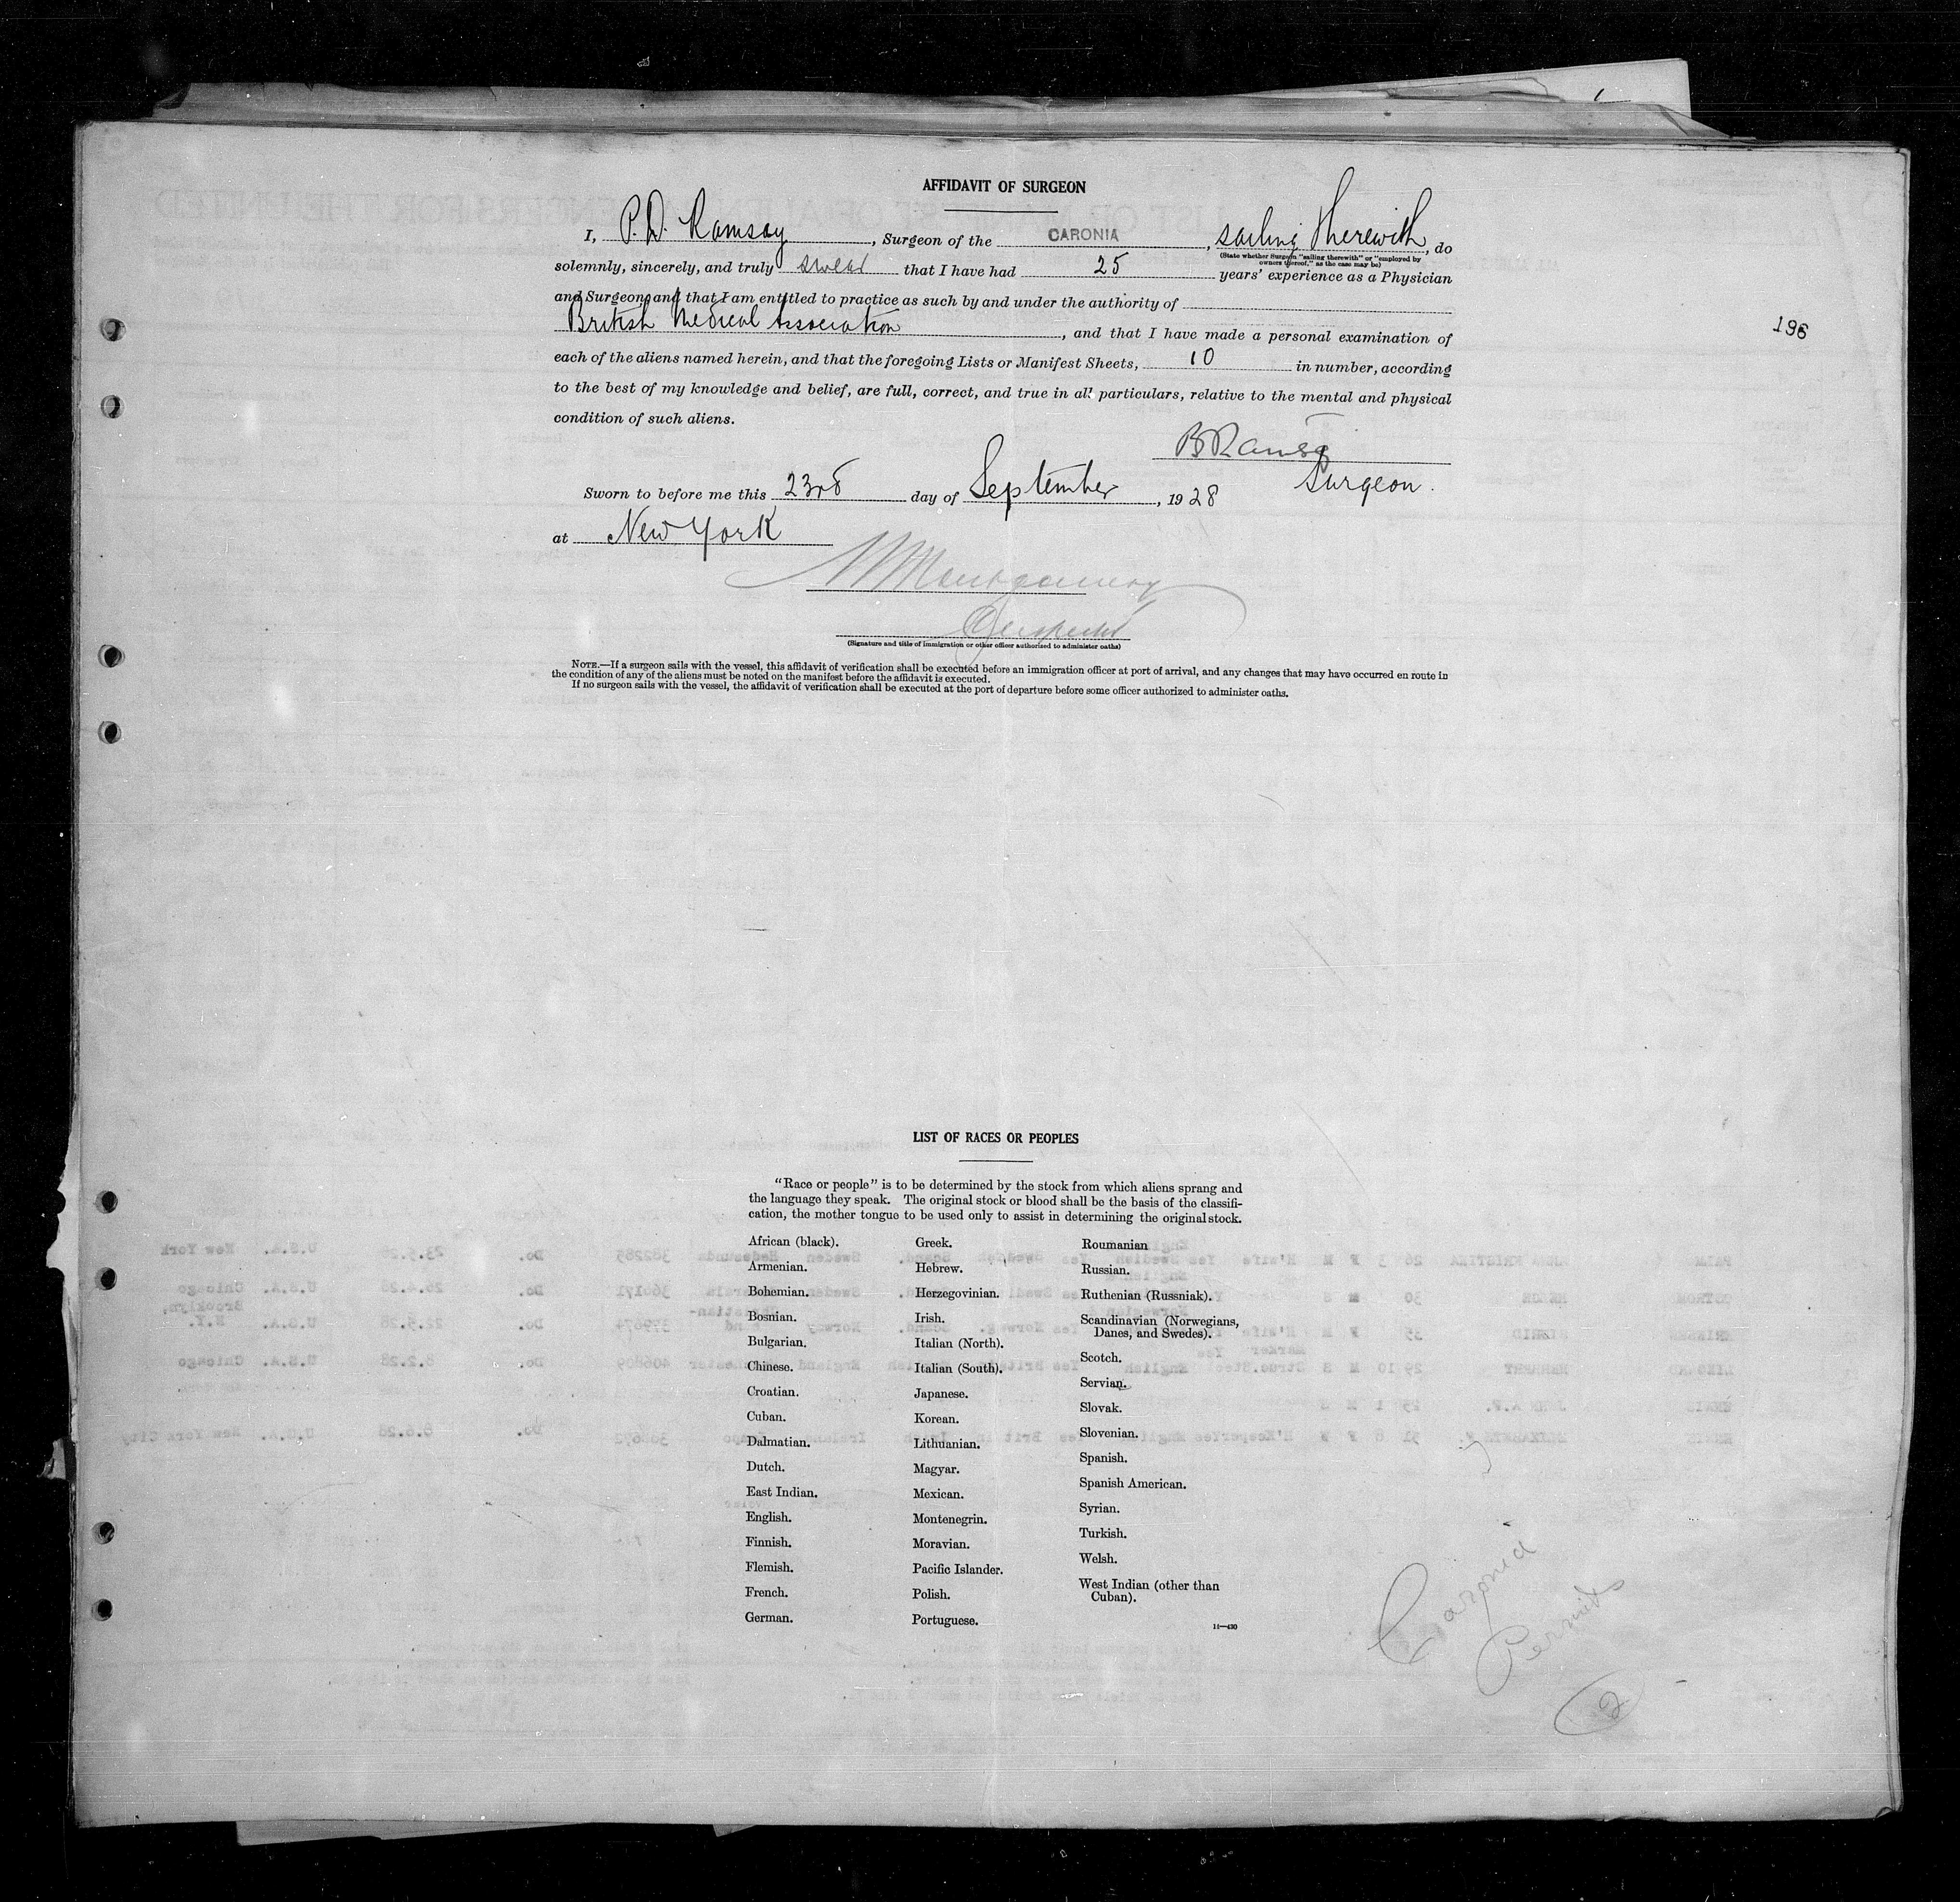 AFFIDAVIT OF SURGEON
I, P. D. Ramsay, Surgeon of the CARONIA, sailing therewith, do
(State whether Surgeon "sailing therewith" or "employed by
owners thereof," as the case may be)
solemnly, sincerely, and truly swear that I have had 25 years' experience as a Physician
and Surgeon, and that I am entitled to practice as such by and under the authority of
British Medical Association, and that I have made a personal examination of
196
each of the aliens named herein, and that the foregoing Lists or Manifest Sheets, 10 in number, according
to the best of my knowledge and belief, are full, correct, and true in all particulars, relative to the mental and physical
condition of such aliens.
Surgeon.
Sworn to before me this 23rd day of September, 1928
at New York
Montgomery
(Signature and title of immigration or other officer authorized to administer oaths)
NOTE.—If a surgeon sails with the vessel, this affidavit of verification shall be executed before an immigration officer at port of arrival, and any changes that may have occurred en route in
the condition of any of the aliens must be noted on the manifest before the affidavit is executed.
If no surgeon sails with the vessel, the affidavit of verification shall be executed at the port of departure before some officer authorized to administer oaths.
LIST OF RACES OR PEOPLES
"Race or people" is to be determined by the stock from which aliens sprang and
the language they speak. The original stock or blood shall be the basis of the classifi-
cation, the mother tongue to be used only to assist in determining the original stock.
African (black).
Armenian.
Bohemian.
Bosnian.
Bulgarian.
Chinese.
Croatian.
Cuban.
Dalmatian.
Dutch.
East Indian.
English.
Finnish.
Flemish.
French.
German.
Greek.
Hebrew.
Herzegovinian.
Irish.
Italian (North).
Italian (South).
Japanese.
Korean.
Lithuanian.
Magyar.
Mexican.
Montenegrin.
Moravian.
Pacific Islander.
Polish.
Portuguese.
Roumanian
Russian.
Ruthenian (Russniak).
Scandinavian (Norwegians,
Danes, and Swedes).
Scotch.
Servian.
Slovak.
Slovenian.
Spanish.
Spanish American.
Syrian.
Turkish.
Welsh.
West Indian (other than
Cuban).
11—430
Caronia
Permits
2